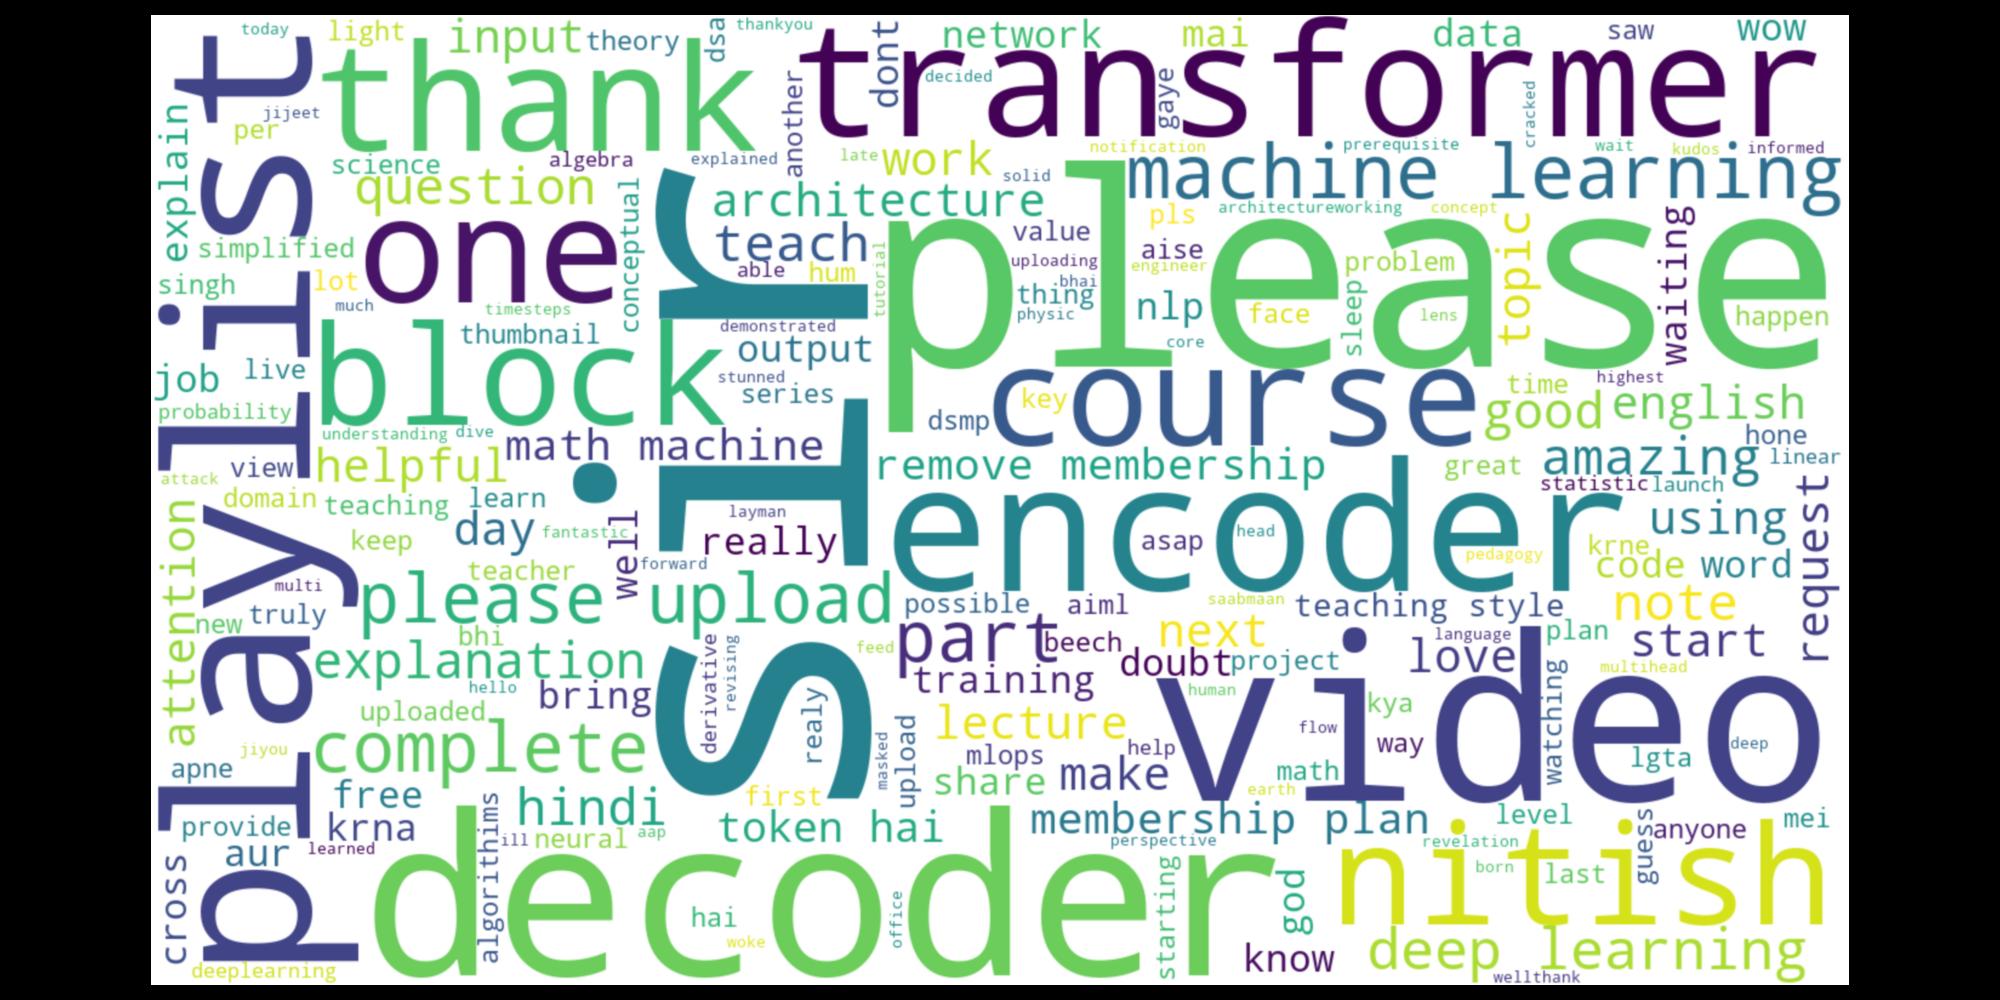 today
light
input
theory
dsa
thankyou
dont
network
mai
data
saw
wow
playlist
thank
transformer
decided
another
gaye
cracked
explain
jijeet
per
science
algebra
explained
late
work
notification
prerequisite
wait
kudos
informed
machine learning
question
conceptual
solid
architecture
please
pls
architectureworking
concept
topic
waiting
one
teach
value
aise
simplified
singh
lot
able
hum
tutorial
uploading
engineer
problem
bhai
thing
physic
nlp
face
sleep
lens
happen
much
timesteps
sir
block
thumbnail
demonstrated
output
core
job
live
stunned
series
course
key
time
highest
probability
dsmp
good
english
understanding
dive
math machine
hone
view
helpful
remove membership
great
amazing
linear
attack
statistic
launch
domain
teaching
learn
layman
encoder
using
request
attention
day
fantastic
well
really
asap
head
keep
pedagogy
krne
forward
code
word
teacher
multi
please upload
possible
aiml
saabmaan
teaching style
note
truly
new
bhi
derivative
revising
feed
part
beech
next
language
plan
start
explanation
doubt
project
love
multihead
hello
bring
training
human
video
watching
uploaded
realy
upload
lecture
kya
flow
way
deep
complete
jiyou
masked
mlops
help
lgta
apne
share
make
math
free
first
earth
hindi
algorithims
provide
krna
ill
neural
aap
token hai
membership plan
level
guess
anyone
mei
learned
perspective
revelation
cross
aur
decoder
nitish
starting
god
born
last
hai
office
woke
know
deep learning
deeplearning
wellthank